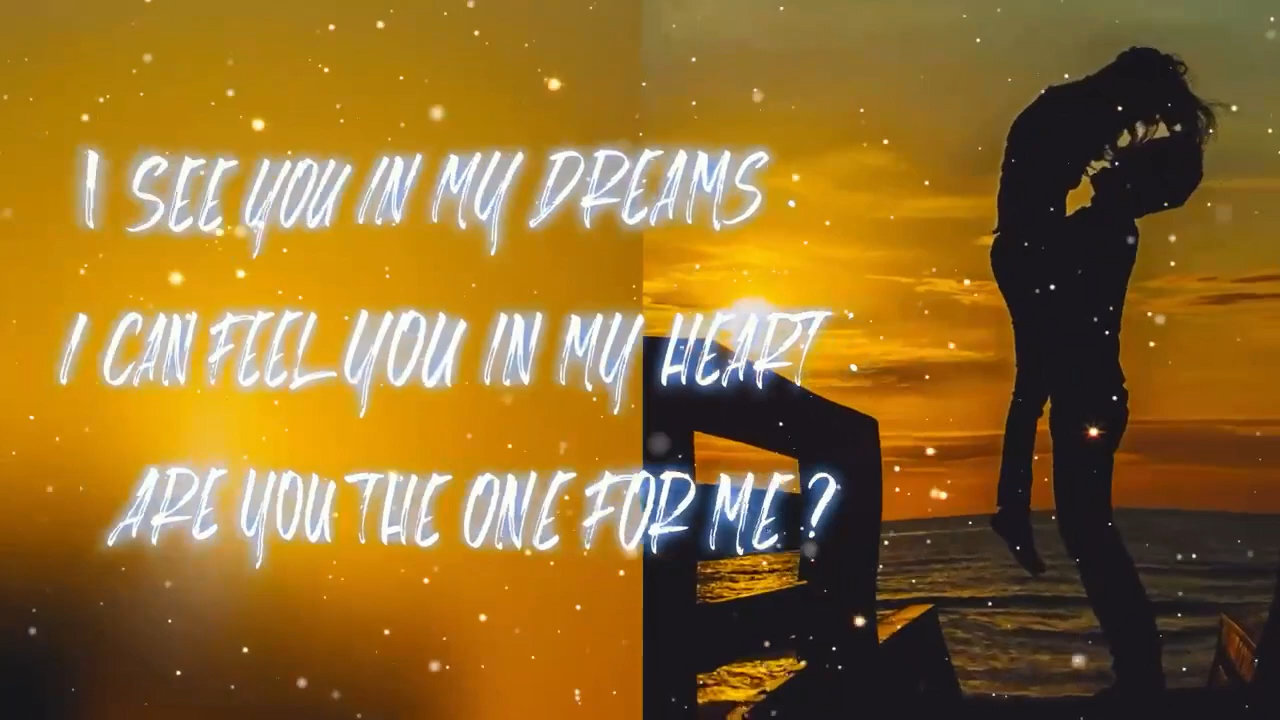 I SEE YOU IN MY DREAMS
I CAN FEEL YOU IN MY HEART
ARE YOU THE ONE FOR ME ?